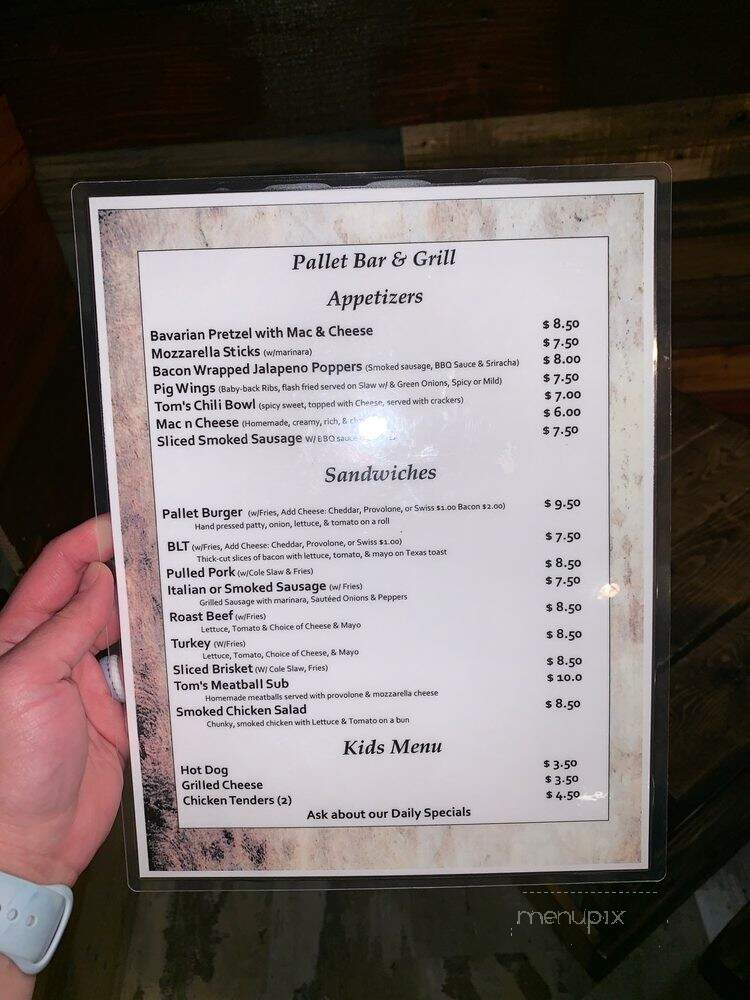 Pallet Bar & Grill
Appetizers
Bavarian Pretzel with Mac & Cheese $ 8.50
Mozzarella Sticks (w/marinara) $ 7.50
Bacon Wrapped Jalapeno Poppers (Smoked sausage, BBQ Sauce & Sriracha) $ 8.00
Pig Wings (Baby-back Ribs, flash fried served on Slaw w/ & Green Onions, Spicy or Mild) $ 7.50
Tom's Chili Bowl (spicy sweet, topped with Cheese, served with crackers) $ 7.00
Mac n Cheese (Homemade, creamy, rich, & $ 6.00
Sliced Smoked Sausage W/ BBQ sauce $ 7.50
Sandwiches
Pallet Burger (w/Fries, Add Cheese: Cheddar, Provolone, or Swiss $1.00 Bacon $2.00) $ 9.50
Hand pressed patty, onion, lettuce, & tomato on a roll
BLT (w/Fries, Add Cheese: Cheddar, Provolone, or Swiss $1.00) $ 7.50
Thick-cut slices of bacon with lettuce, tomato, & mayo on Texas toast
Pulled Pork (w/Cole Slaw & Fries) $ 8.50
Italian or Smoked Sausage (w/ Fries) $ 7.50
Grilled Sausage with marinara, Sautéed Onions & Peppers
Roast Beef (w/Fries) $ 8.50
Lettuce, Tomato & Choice of Cheese & Mayo
Turkey (W/Fries) $ 8.50
Lettuce, Tomato, Choice of Cheese, & Mayo
Sliced Brisket (W/ Cole Slaw, Fries) $ 8.50
Tom's Meatball Sub $ 10.0
Homemade meatballs served with provolone & mozzarella cheese
Smoked Chicken Salad $ 8.50
Chunky, smoked chicken with Lettuce & Tomato on a bun
Kids Menu
Hot Dog $ 3.50
Grilled Cheese $ 3.50
Chicken Tenders (2) $ 4.50
Ask about our Daily Specials
menupix